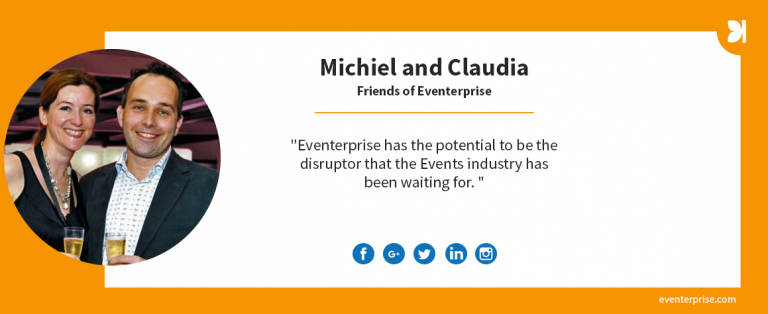 Michiel and Claudia
Friends of Eventerprise
"Eventerprise has the potential to be the
disruptor that the Events industry has
been waiting for. "
f G+ in
eventerprise.com